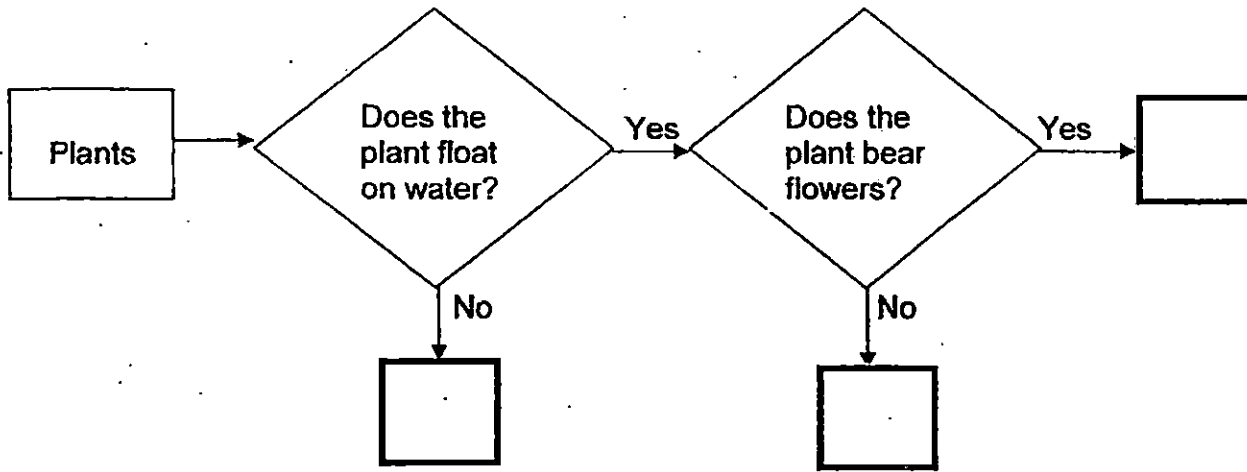 Plants
Does the
plant float
on water?
Yes
Does the
plant bear
flowers?
Yes
No
No